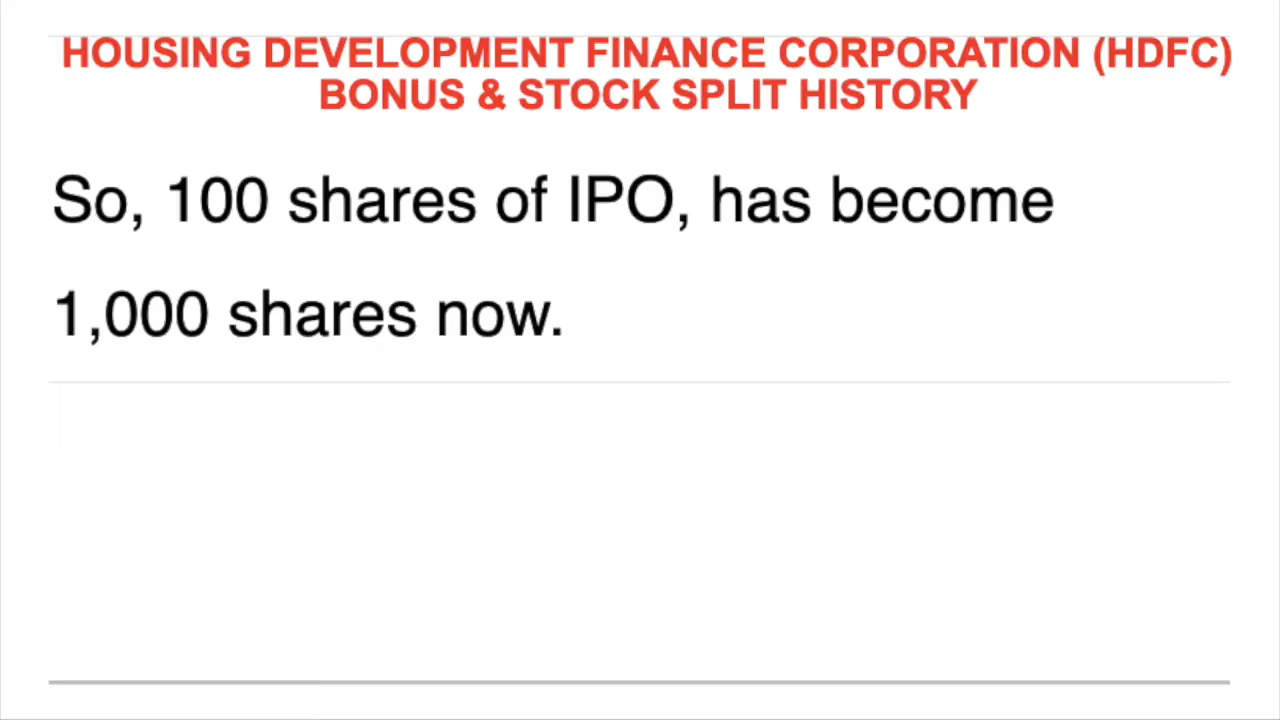 HOUSING DEVELOPMENT FINANCE CORPORATION (HDFC)
BONUS & STOCK SPLIT HISTORY
So, 100 shares of IPO, has become
1,000 shares now.